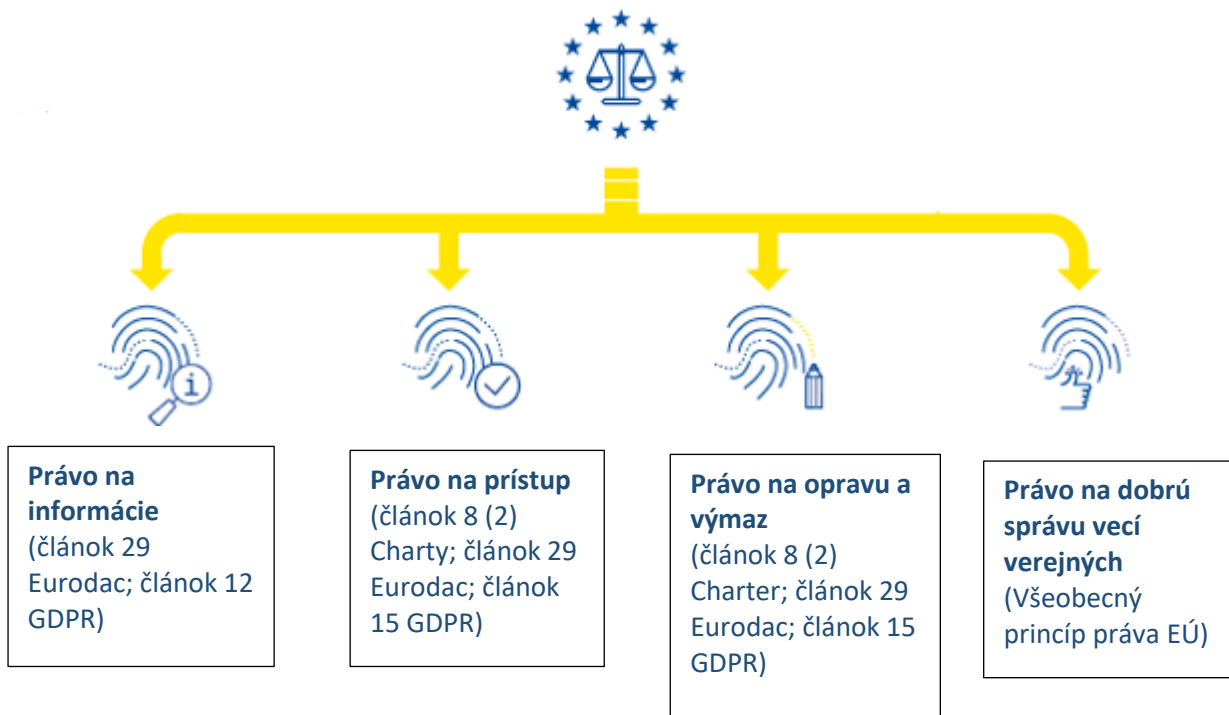 Právo na
informácie
(článok 29
Eurodac; článok 12
GDPR)
Právo na prístup
(článok 8 (2)
Charty; článok 29
Eurodac; článok
15 GDPR)
Právo na opravu a
výmaz
(článok 8 (2)
Charter; článok 29
Eurodac; článok 15
GDPR)
Právo na dobrú
správu vecí
verejných
(Všeobecný
princíp práva EÚ)